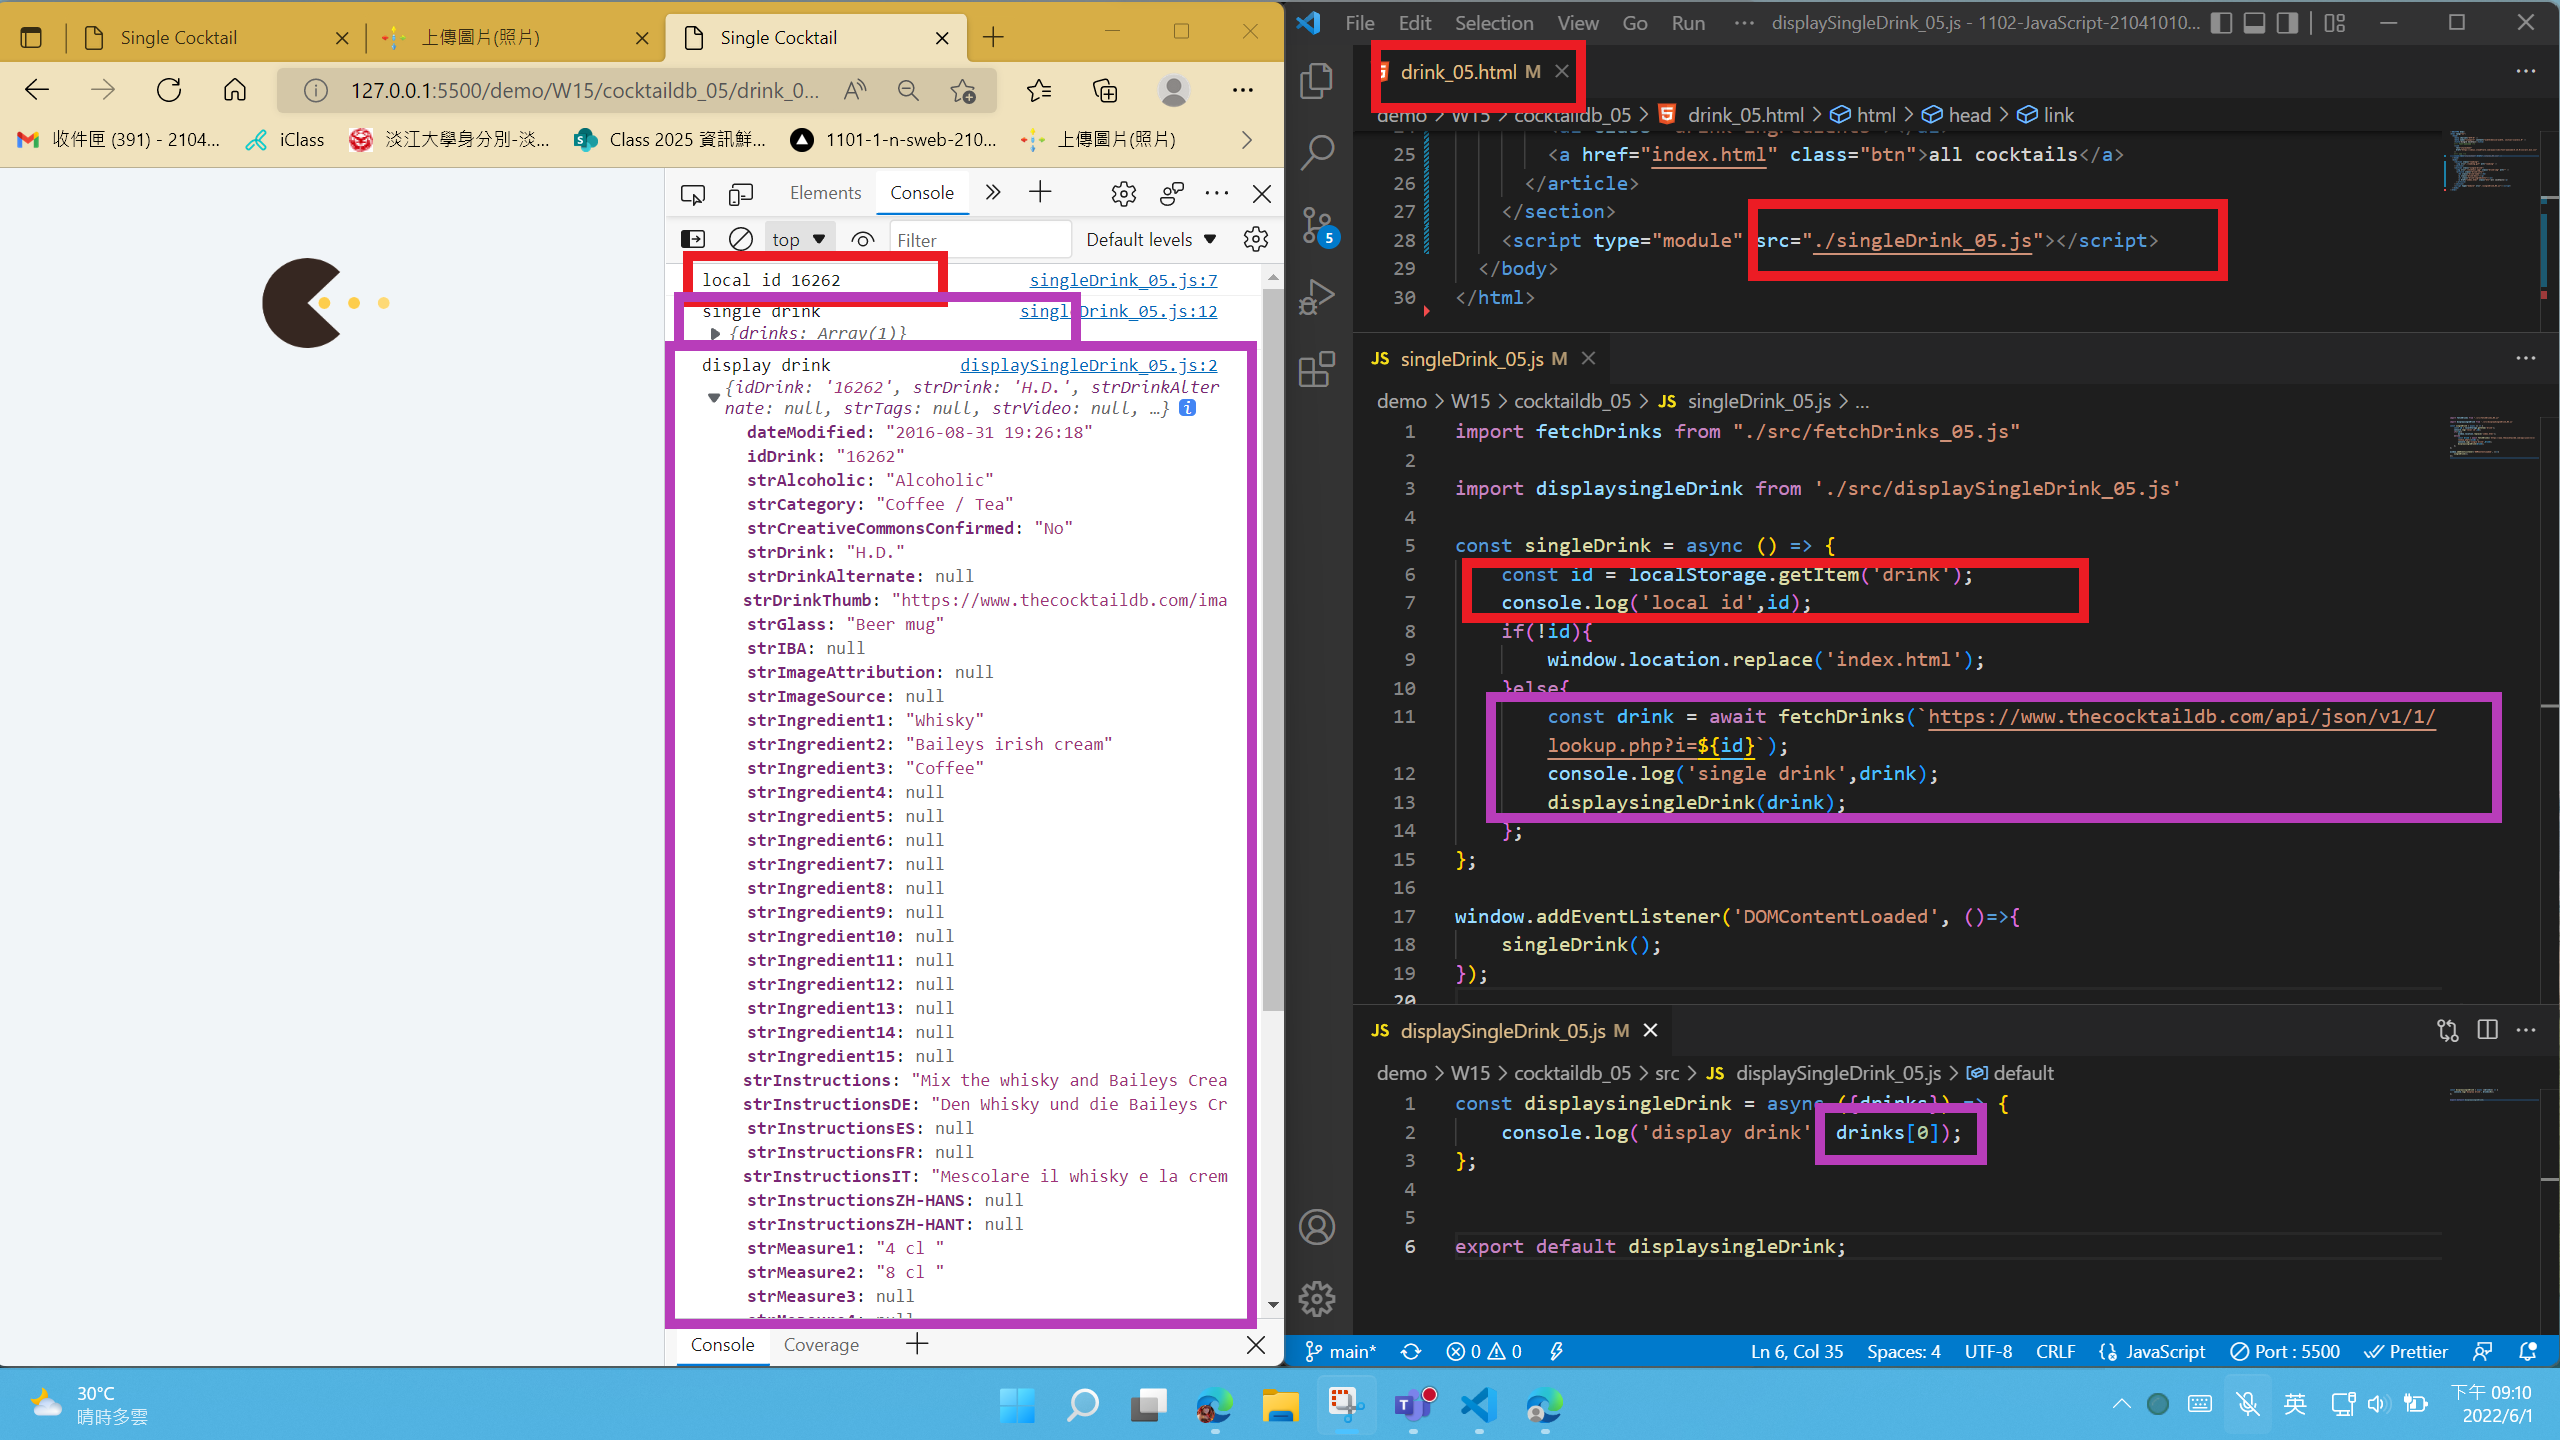 Single Cocktail
上傳圖片(照片)
Single Cocktail
127.0.0.1:5500/demo/W15/cocktaildb_05/drink_0...
收件匣 (391) - 2104...
iClass
淡江大學身分別-淡...
Class 2025 資訊鮮...
1101-1-n-sweb-210...
上傳圖片(照片)
Elements
Console
top
Filter
Default levels
local id 16262 singleDrink_05.js:7
single drink singleDrink_05.js:12
{drinks: Array(1)}
display drink displaySingleDrink_05.js:2
{idDrink: '16262', strDrink: 'H.D.', strDrinkAlter
nate: null, strTags: null, strVideo: null, …}
dateModified: "2016-08-31 19:26:18"
idDrink: "16262"
strAlcoholic: "Alcoholic"
strCategory: "Coffee / Tea"
strCreativeCommonsConfirmed: "No"
strDrink: "H.D."
strDrinkAlternate: null
strDrinkThumb: "https://www.thecocktaildb.com/ima
strGlass: "Beer mug"
strIBA: null
strImageAttribution: null
strImageSource: null
strIngredient1: "Whisky"
strIngredient2: "Baileys irish cream"
strIngredient3: "Coffee"
strIngredient4: null
strIngredient5: null
strIngredient6: null
strIngredient7: null
strIngredient8: null
strIngredient9: null
strIngredient10: null
strIngredient11: null
strIngredient12: null
strIngredient13: null
strIngredient14: null
strIngredient15: null
strInstructions: "Mix the whisky and Baileys Crea
strInstructionsDE: "Den Whisky und die Baileys Cr
strInstructionsES: null
strInstructionsFR: null
strInstructionsIT: "Mescolare il whisky e la crem
strInstructionsZH-HANS: null
strInstructionsZH-HANT: null
strMeasure1: "4 cl "
strMeasure2: "8 cl "
strMeasure3: null
Console
Coverage
File Edit Selection View Go Run ··· displaySingleDrink_05.js - 1102-JavaScript-21041010...
drink_05.html M
demo > W15 > cocktaildb_05 > drink_05.html > html > head > link
25 <a href="index.html" class="btn">all cocktails</a>
26 </article>
27 </section>
28 <script type="module" src="./singleDrink_05.js"></script>
29 </body>
30 </html>
5
JS singleDrink_05.js M
demo > W15 > cocktaildb_05 > JS singleDrink_05.js > ...
1 import fetchDrinks from "./src/fetchDrinks_05.js"
2
3 import displaysingleDrink from './src/displaySingleDrink_05.js'
4
5 const singleDrink = async () => {
6 const id = localStorage.getItem('drink');
7 console.log('local id',id);
8 if(!id){
9 window.location.replace('index.html');
10 }else{
11 const drink = await fetchDrinks(`https://www.thecocktaildb.com/api/json/v1/1/
lookup.php?i=${id}`);
12 console.log('single drink',drink);
13 displaysingleDrink(drink);
14 };
15 };
16
17 window.addEventListener('DOMContentLoaded', ()=>{
18 singleDrink();
19 });
20
JS displaySingleDrink_05.js M
demo > W15 > cocktaildb_05 > src > JS displaySingleDrink_05.js > default
1 const displaysingleDrink = async ({drinks}) => {
2 console.log('display drink' drinks[0]);
3 };
4
5
6 export default displaysingleDrink;
main* 0 0 Ln 6, Col 35 Spaces: 4 UTF-8 CRLF JavaScript Port : 5500 Prettier
30°C
晴時多雲
英
下午 09:10
2022/6/1